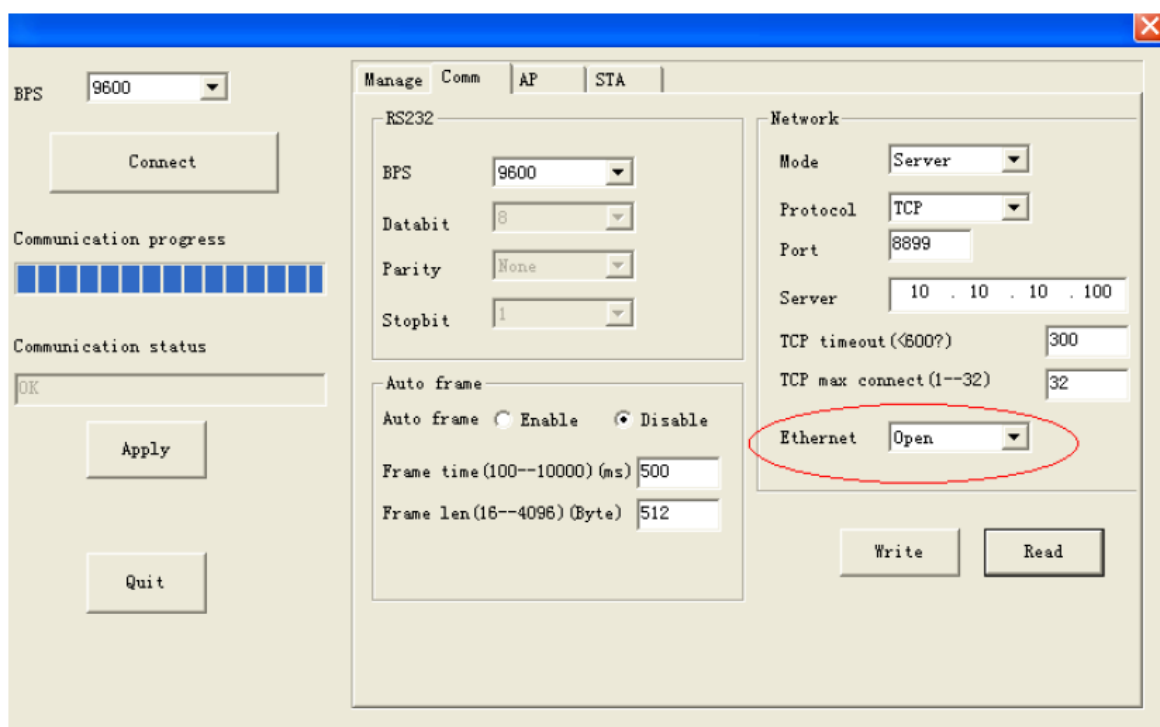 BPS 9600
Connect
Communication progress
Communication status
OK
Apply
Quit
Manage Comm AP STA
RS232
BPS 9600
Databit 8
Parity None
Stopbit 1
Auto frame
Auto frame Enable Disable
Frame time(100--10000)(ms) 500
Frame len(16--4096)(Byte) 512
Network
Mode Server
Protocol TCP
Port 8899
Server 10 . 10 . 10 . 100
TCP timeout(<600?) 300
TCP max connect(1--32) 32
Ethernet Open
Write Read